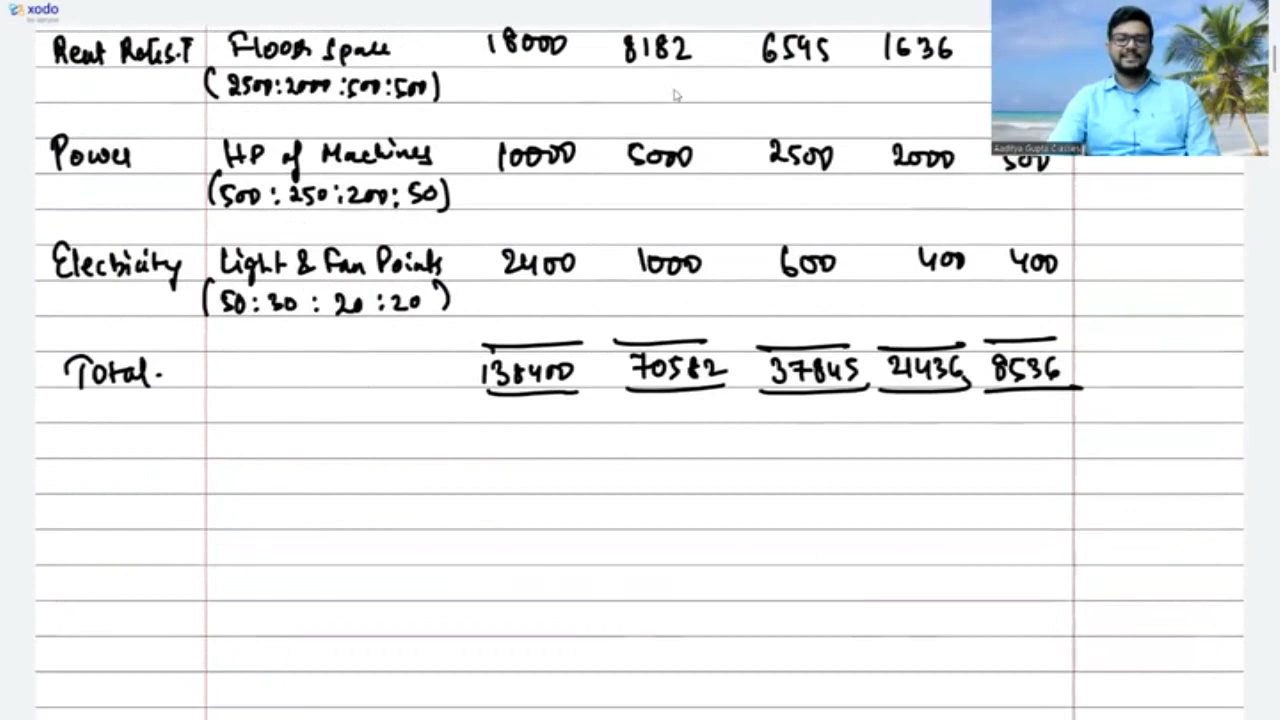 xodo
by apryse
Rent Rates.T Floor Space 18000 8182 6545 1636
(2500:2000:500:500)
Power HP of Machines 10000 5000 2500 2000 500
(500:250:200:50)
Electricity Light & Fan Points 2400 1000 600 400 400
(50:30:20:20)
Total. 138400 70582 37845 21436 8536
Aaditya Gupta Classes